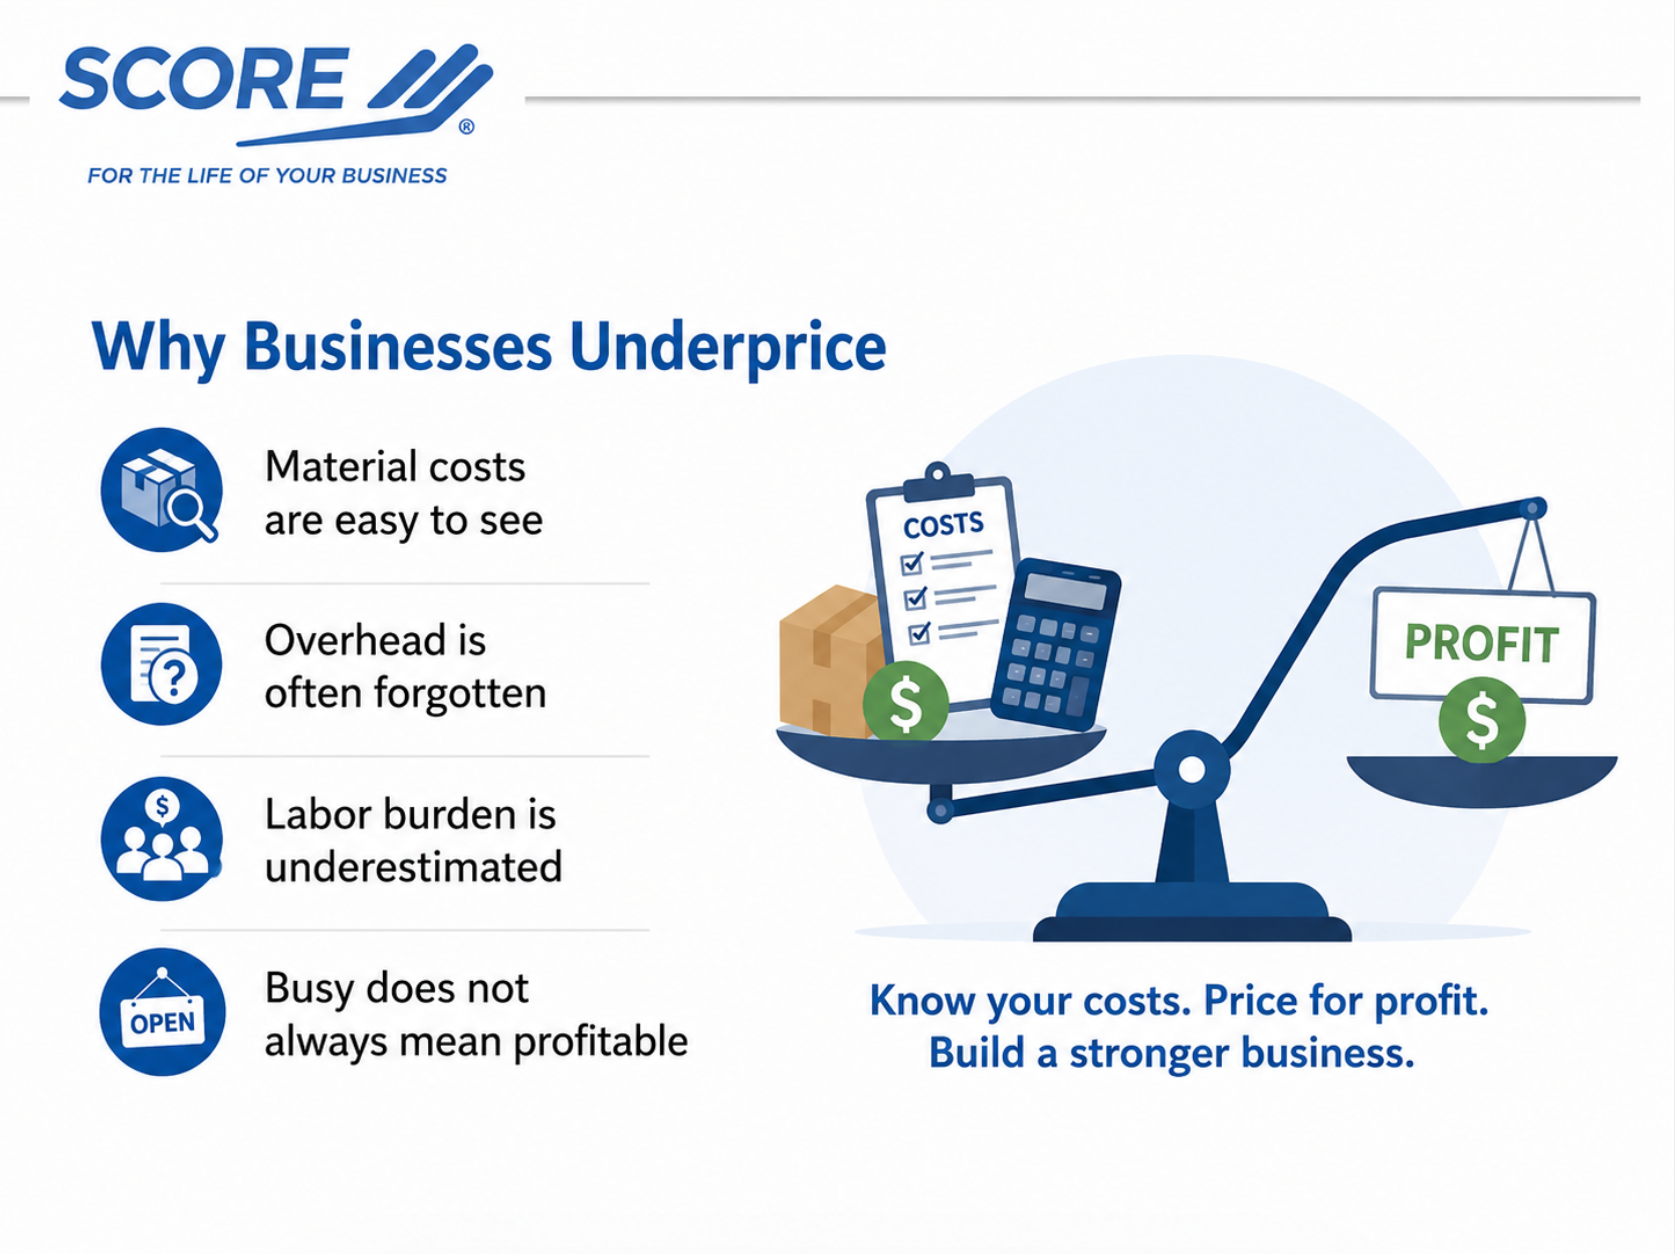 SCORE
®
FOR THE LIFE OF YOUR BUSINESS
Why Businesses Underprice
Material costs
are easy to see
Overhead is
often forgotten
?
Labor burden is
underestimated
$
Busy does not
always mean profitable
OPEN
COSTS
$
PROFIT
$
Know your costs. Price for profit.
Build a stronger business.